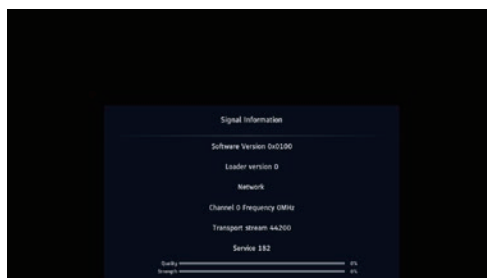 Signal Information
Software Version 0x0100
Loader version 0
Network
Channel 0 Frequency 0MHz
Transport stream 44200
Service 182
Quality 0%
Strength 0%